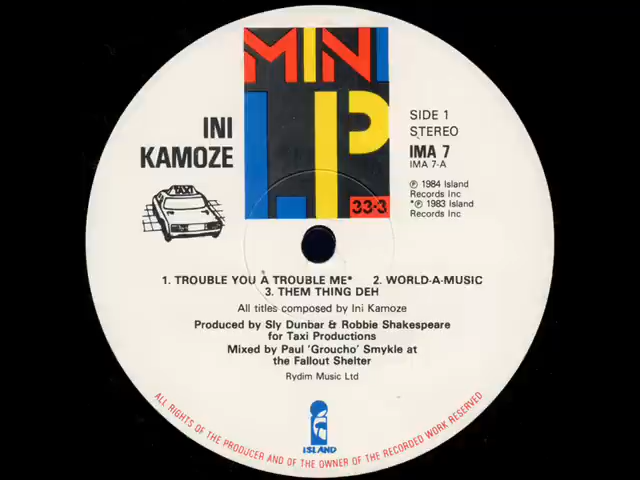 MINI
LP
33⅓
INI
KAMOZE
TAXI
SIDE 1
STEREO
IMA 7
IMA 7-A
℗ 1984 Island
Records Inc
*℗ 1983 Island
Records Inc
1. TROUBLE YOU A TROUBLE ME* 2. WORLD-A-MUSIC
3. THEM THING DEH
All titles composed by Ini Kamoze
Produced by Sly Dunbar & Robbie Shakespeare
for Taxi Productions
Mixed by Paul 'Groucho' Smykle at
the Fallout Shelter
Rydim Music Ltd
ISLAND
ALL RIGHTS OF THE PRODUCER AND OF THE OWNER OF THE RECORDED WORK RESERVED